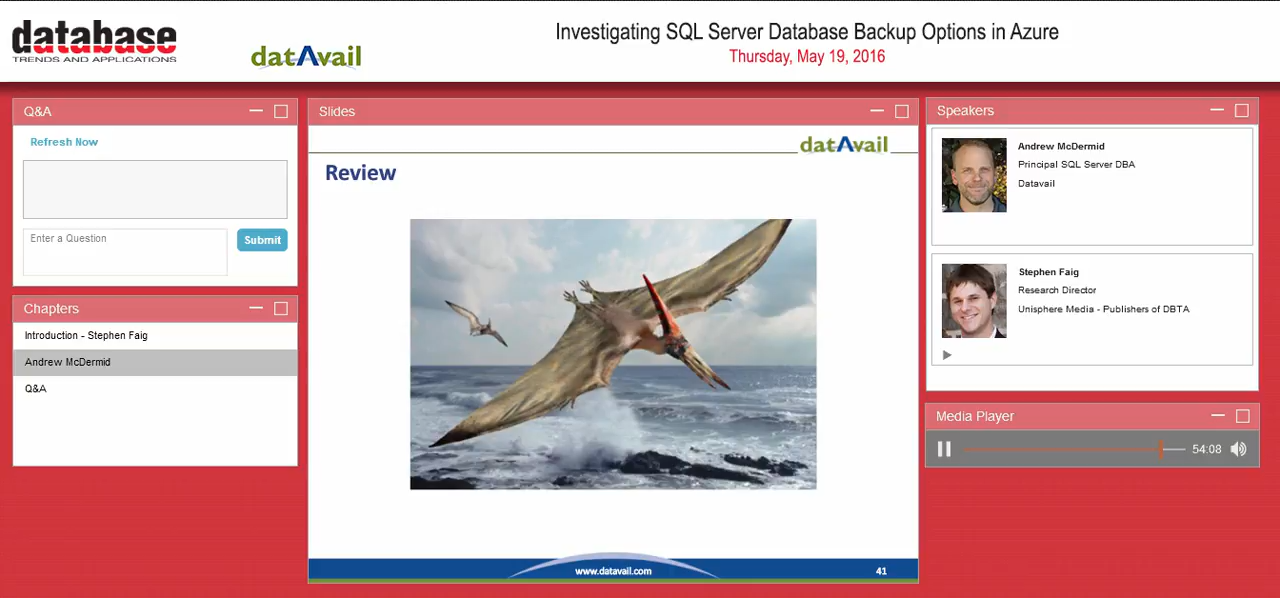 database
TRENDS AND APPLICATIONS
datAvail
Investigating SQL Server Database Backup Options in Azure
Thursday, May 19, 2016
Q&A
Refresh Now
Enter a Question
Submit
Chapters
Introduction - Stephen Faig
Andrew McDermid
Q&A
Slides
datAvail
Review
www.datavail.com
41
Speakers
Andrew McDermid
Principal SQL Server DBA
Datavail
Stephen Faig
Research Director
Unisphere Media - Publishers of DBTA
Media Player
54:08